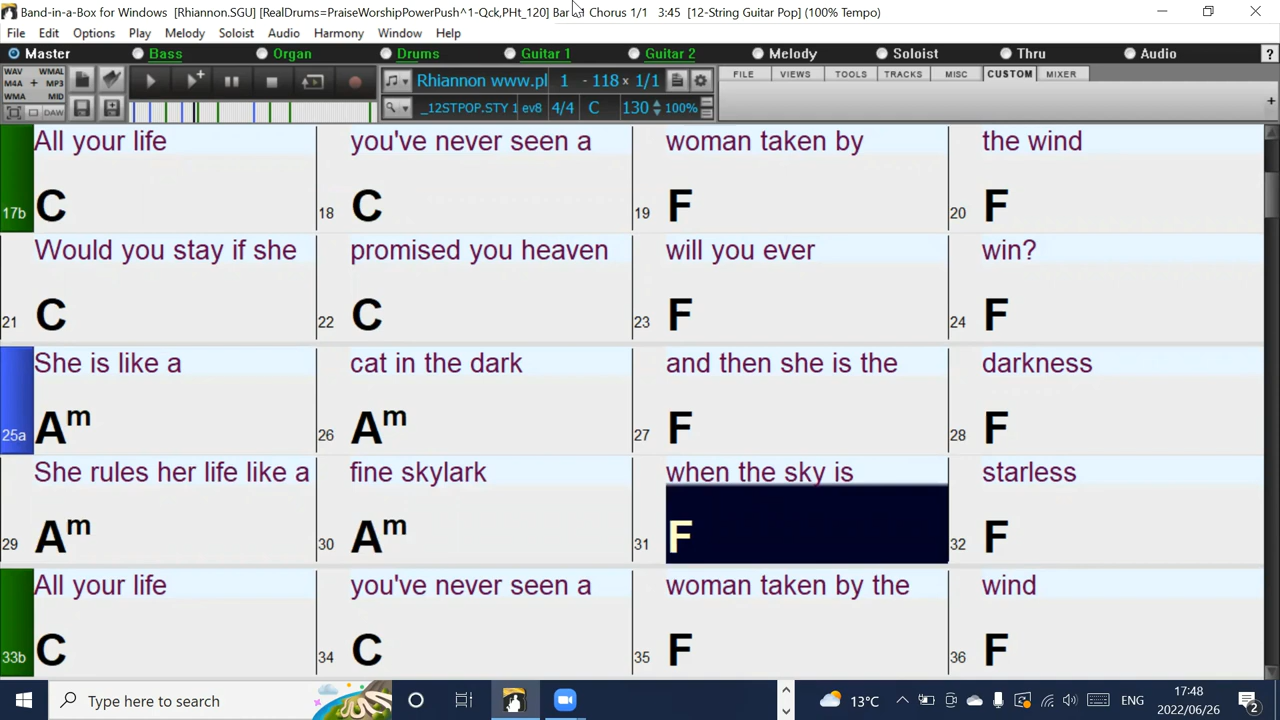 Band-in-a-Box for Windows [Rhiannon.SGU] [RealDrums=PraiseWorshipPowerPush^1-Qck,PHt_120] Bar Chorus 1/1 3:45 [12-String Guitar Pop] (100% Tempo)
File Edit Options Play Melody Soloist Audio Harmony Window Help
Master Bass Organ Drums Guitar 1 Guitar 2 Melody Soloist Thru Audio ?
WAV WMAL
M4A + MP3
WMA MID
DAW
Rhiannon www.pl 1 - 118 x 1/1
_12STPOP.STY 1 ev8 4/4 C 130 100%
FILE VIEWS TOOLS TRACKS MISC CUSTOM MIXER
+
All your life you've never seen a woman taken by the wind
17b C 18 C 19 F 20 F
Would you stay if she promised you heaven will you ever win?
21 C 22 C 23 F 24 F
She is like a cat in the dark and then she is the darkness
25a Am 26 Am 27 F 28 F
She rules her life like a fine skylark when the sky is starless
29 Am 30 Am 31 F 32 F
All your life you've never seen a woman taken by the wind
33b C 34 C 35 F 36 F
Type here to search 13°C ENG 17:48
2022/06/26 2